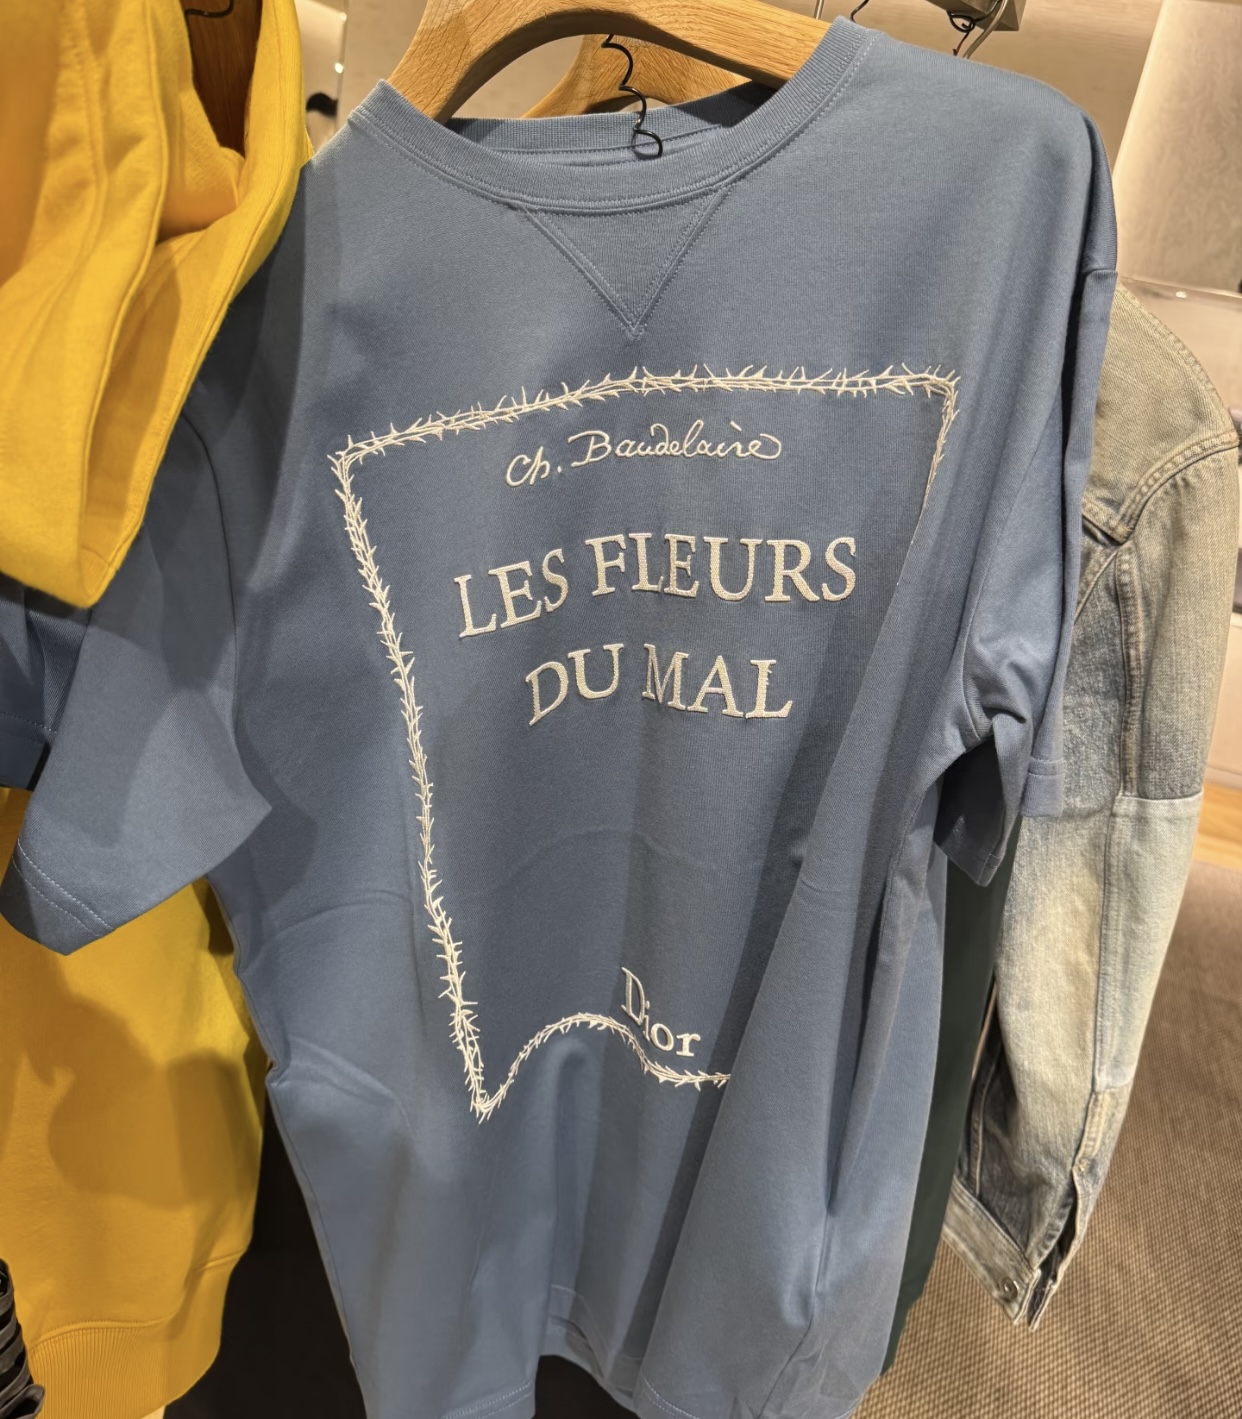 Ch. Baudelaire
LES FLEURS
DU MAL
Dior